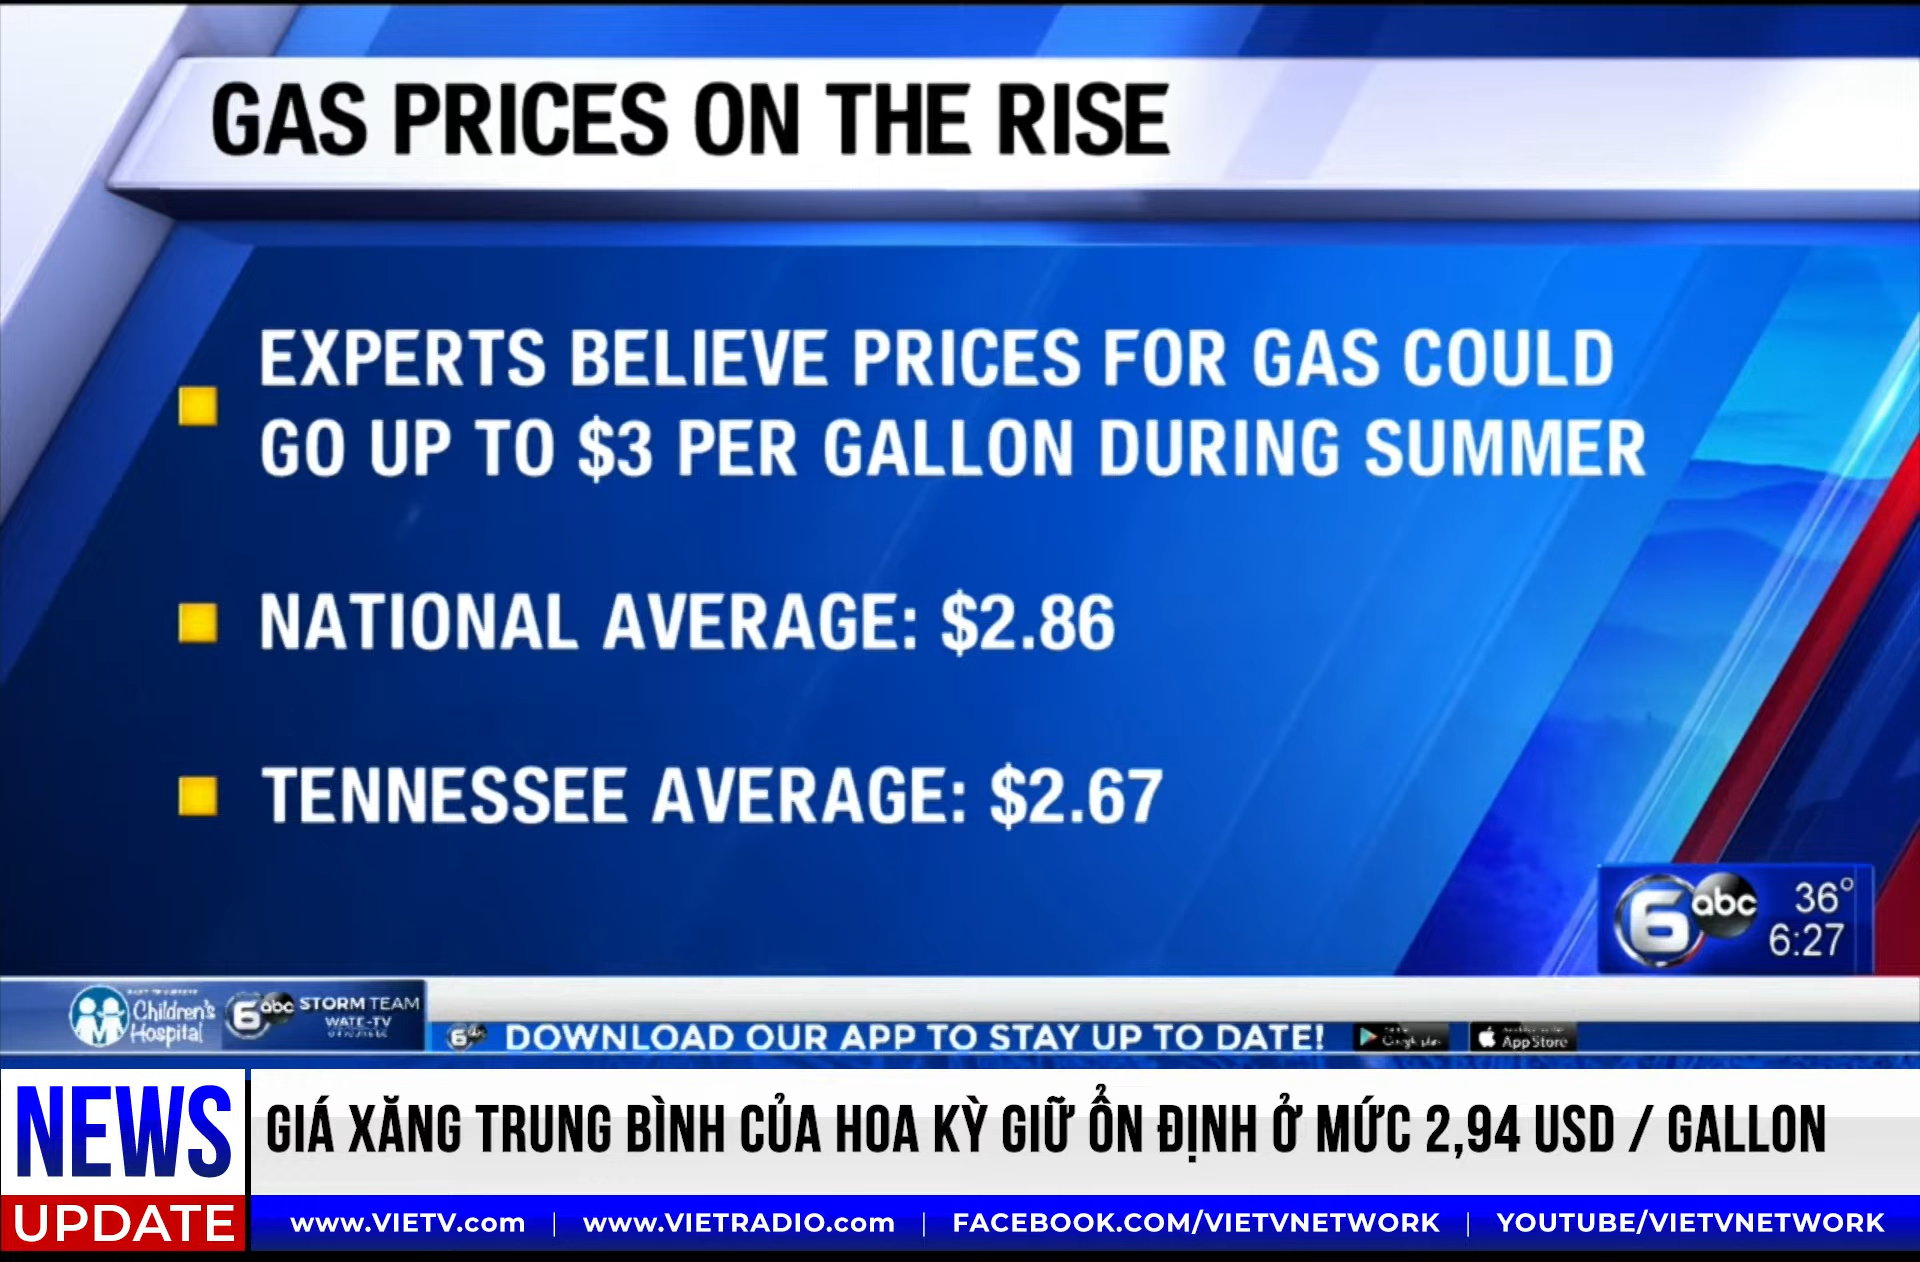 GAS PRICES ON THE RISE
EXPERTS BELIEVE PRICES FOR GAS COULD
GO UP TO $3 PER GALLON DURING SUMMER
NATIONAL AVERAGE: $2.86
TENNESSEE AVERAGE: $2.67
6 abc 36°
6:27
Children's
Hospital
6 abc STORM TEAM
WATE-TV
6 abc DOWNLOAD OUR APP TO STAY UP TO DATE!
App Store
NEWS
UPDATE
GIÁ XĂNG TRUNG BÌNH CỦA HOA KỲ GIỮ ỔN ĐỊNH Ở MỨC 2,94 USD / GALLON
www.VIETV.com | www.VIETRADIO.com | FACEBOOK.COM/VIETVNETWORK | YOUTUBE/VIETVNETWORK